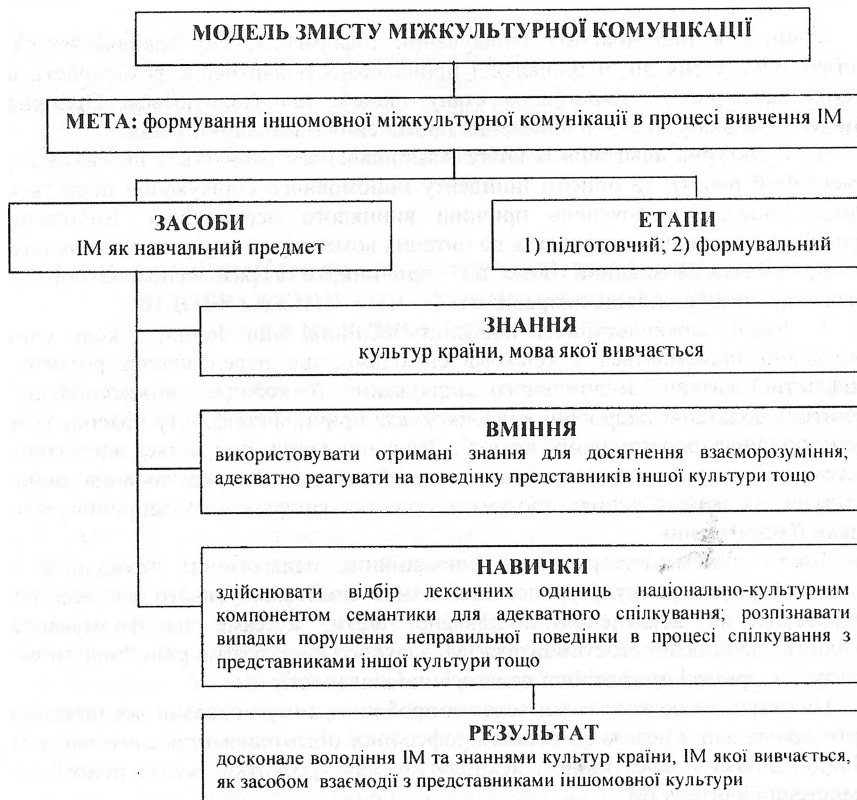 МОДЕЛЬ ЗМІСТУ МІЖКУЛЬТУРНОЇ КОМУНІКАЦІЇ
МЕТА: формування іншомовної міжкультурної комунікації в процесі вивчення ІМ
ЗАСОБИ
ІМ як навчальний предмет
ЕТАПИ
1) підготовчий; 2) формувальний
ЗНАННЯ
культур країни, мова якої вивчається
ВМІННЯ
використовувати отримані знання для досягнення взаєморозуміння;
адекватно реагувати на поведінку представників іншої культури тощо
НАВИЧКИ
здійснювати відбір лексичних одиниць національно-культурним
компонентом семантики для адекватного спілкування; розпізнавати
випадки порушення неправильної поведінки в процесі спілкування з
представниками іншої культури тощо
РЕЗУЛЬТАТ
досконале володіння ІМ та знаннями культур країни, ІМ якої вивчається,
як засобом взаємодії з представниками іншомовної культури